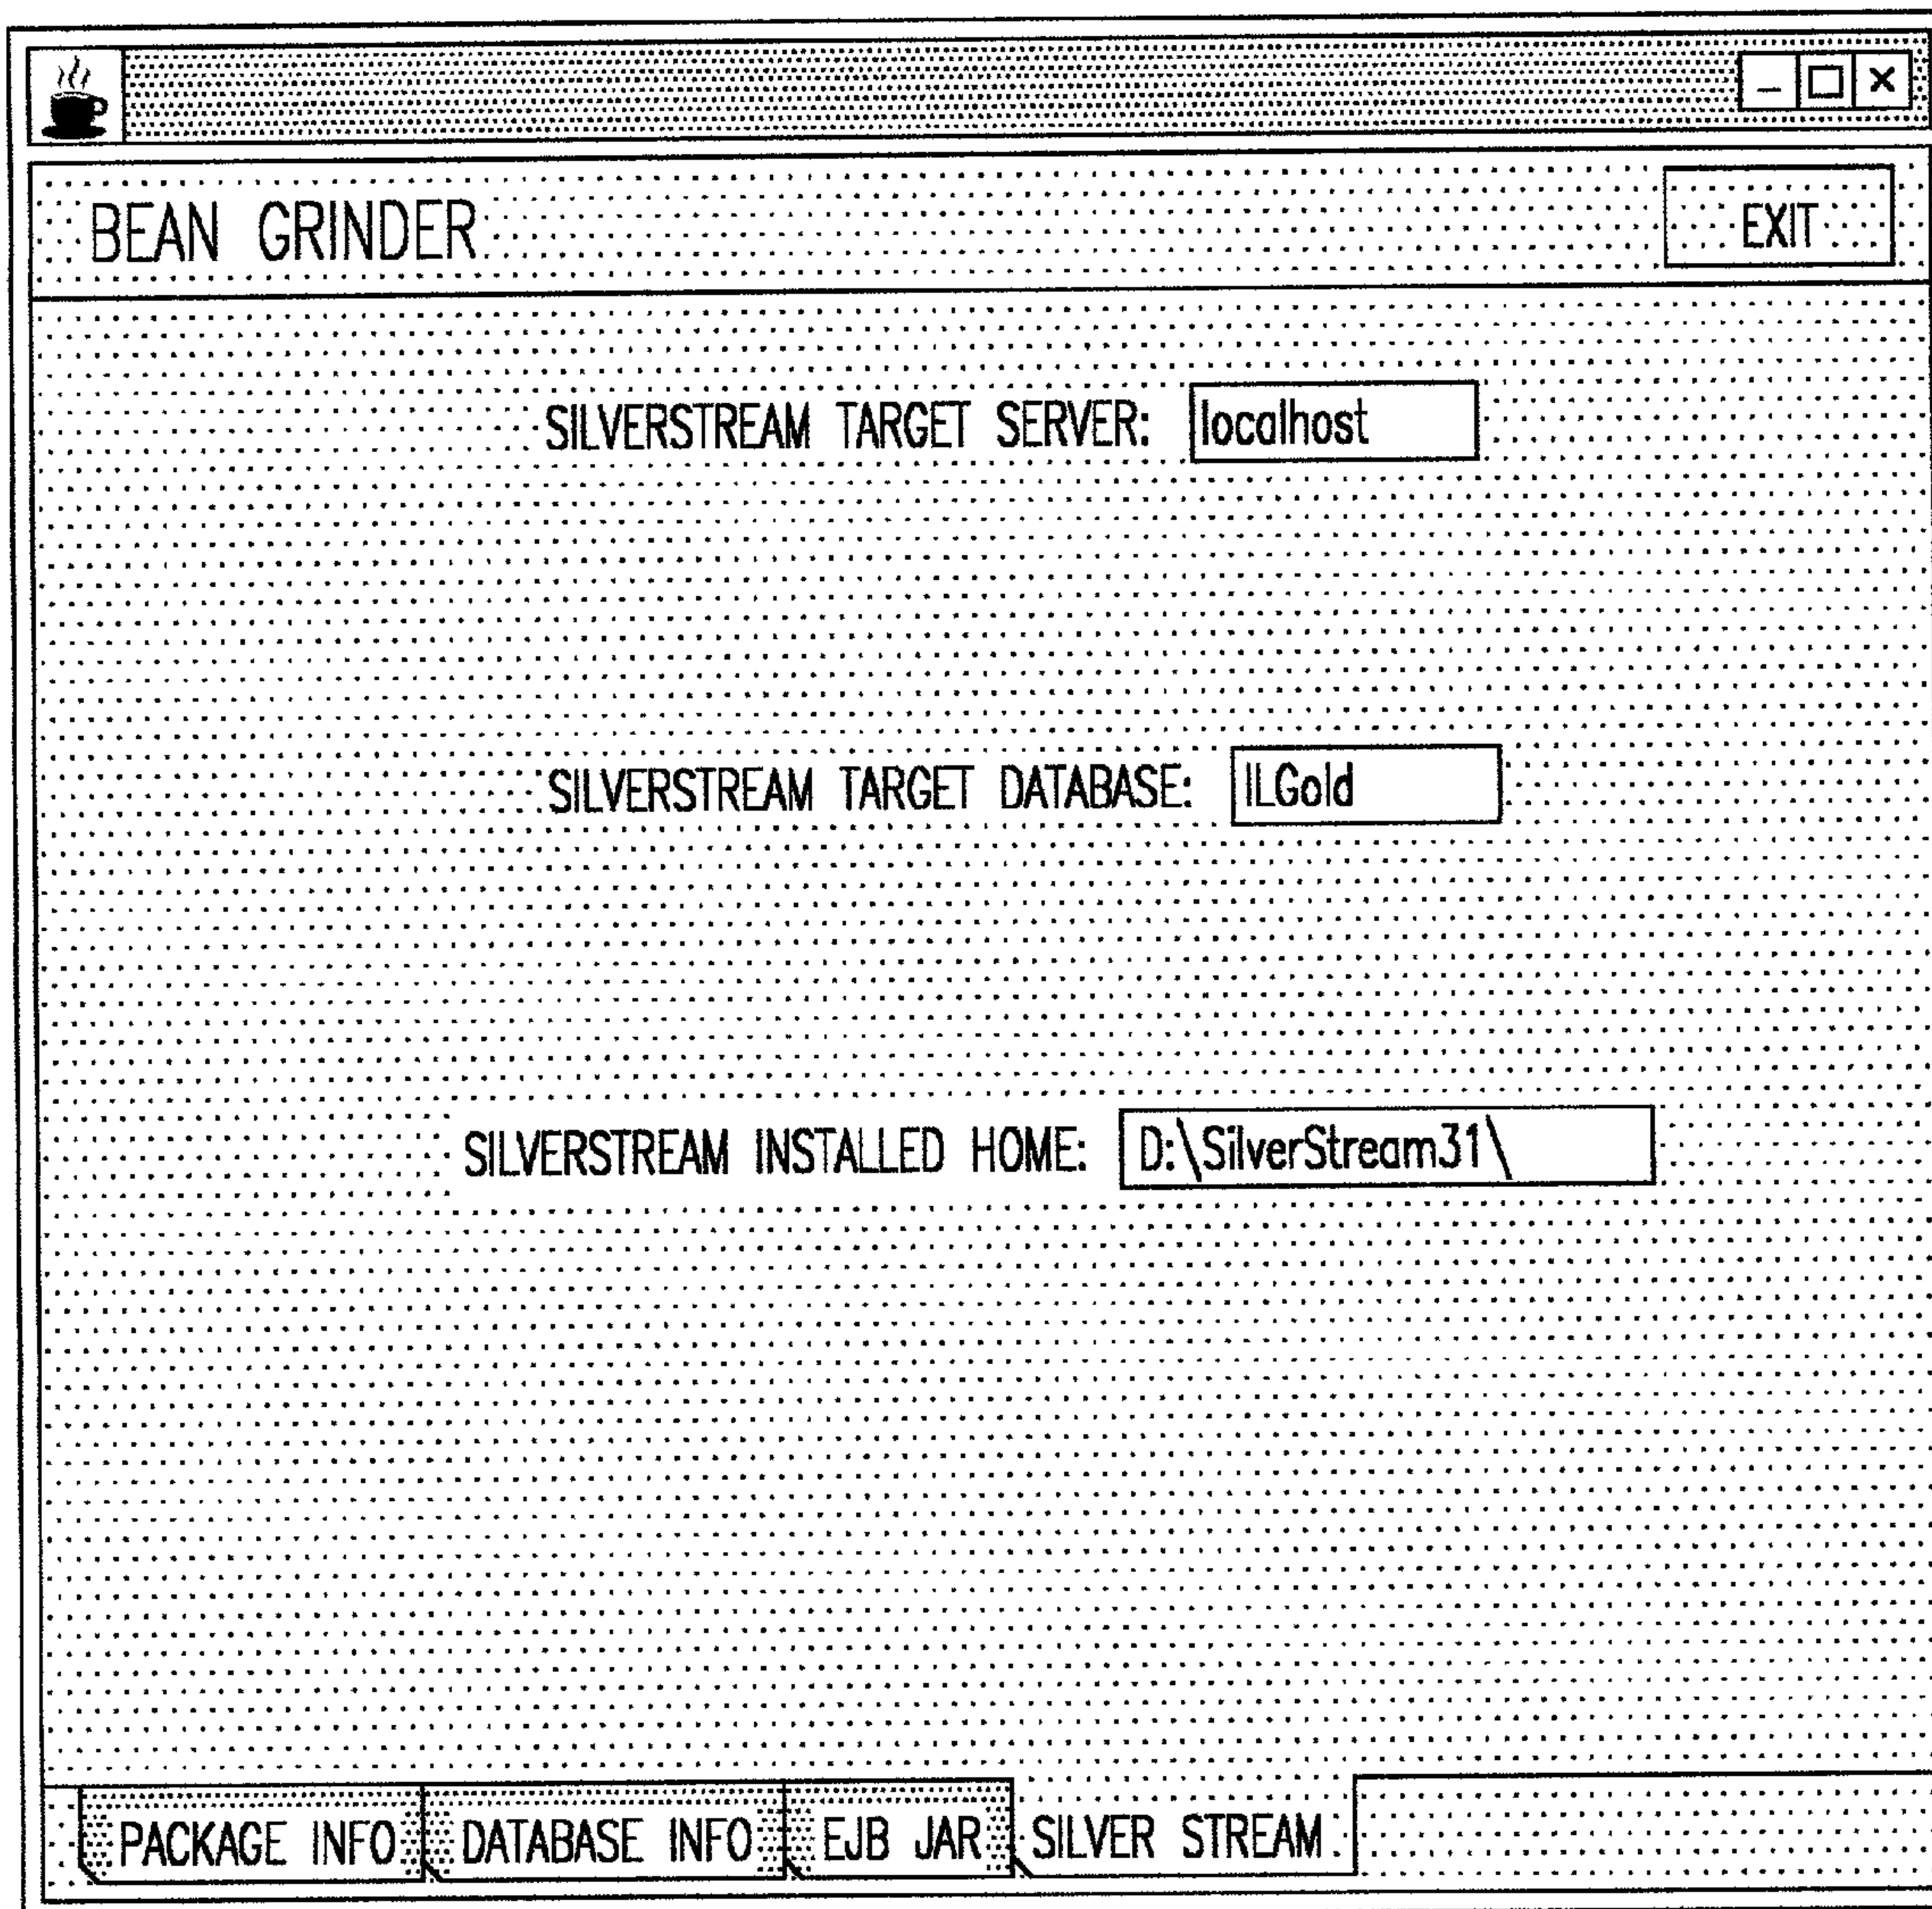 BEAN GRINDER EXIT
SILVERSTREAM TARGET SERVER: localhost
SILVERSTREAM TARGET DATABASE: ILGold
SILVERSTREAM INSTALLED HOME: D:\SilverStream31\
PACKAGE INFO DATABASE INFO EJB JAR SILVER STREAM